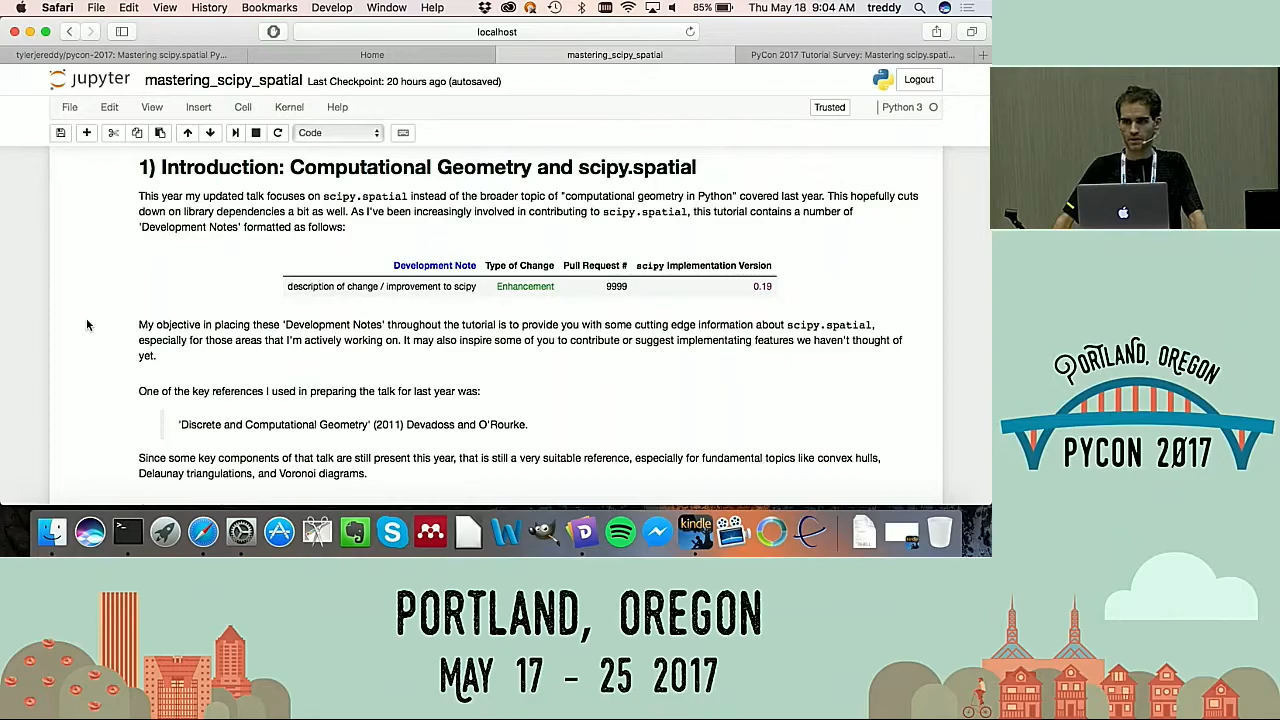 Safari File Edit View History Bookmarks Develop Window Help 85% Thu May 18 9:04 AM treddy
localhost
tylerjereddy/pycon-2017: Mastering scipy.spatial Py... Home mastering_scipy_spatial PyCon 2017 Tutorial Survey: Mastering scipy.spati...
jupyter mastering_scipy_spatial Last Checkpoint: 20 hours ago (autosaved) Logout
File Edit View Insert Cell Kernel Help Trusted Python 3
Code
1) Introduction: Computational Geometry and scipy.spatial
This year my updated talk focuses on scipy.spatial instead of the broader topic of "computational geometry in Python" covered last year. This hopefully cuts
down on library dependencies a bit as well. As I've been increasingly involved in contributing to scipy.spatial, this tutorial contains a number of
'Development Notes' formatted as follows:
Development Note Type of Change Pull Request # scipy Implementation Version
description of change / improvement to scipy Enhancement 9999 0.19
My objective in placing these 'Development Notes' throughout the tutorial is to provide you with some cutting edge information about scipy.spatial,
especially for those areas that I'm actively working on. It may also inspire some of you to contribute or suggest implementating features we haven't thought of
yet.
One of the key references I used in preparing the talk for last year was:
'Discrete and Computational Geometry' (2011) Devadoss and O'Rourke.
Since some key components of that talk are still present this year, that is still a very suitable reference, especially for fundamental topics like convex hulls,
Delaunay triangulations, and Voronoi diagrams.
kindle
PORTLAND, OREGON
PYCON 2017
PORTLAND, OREGON
MAY 17 - 25 2017